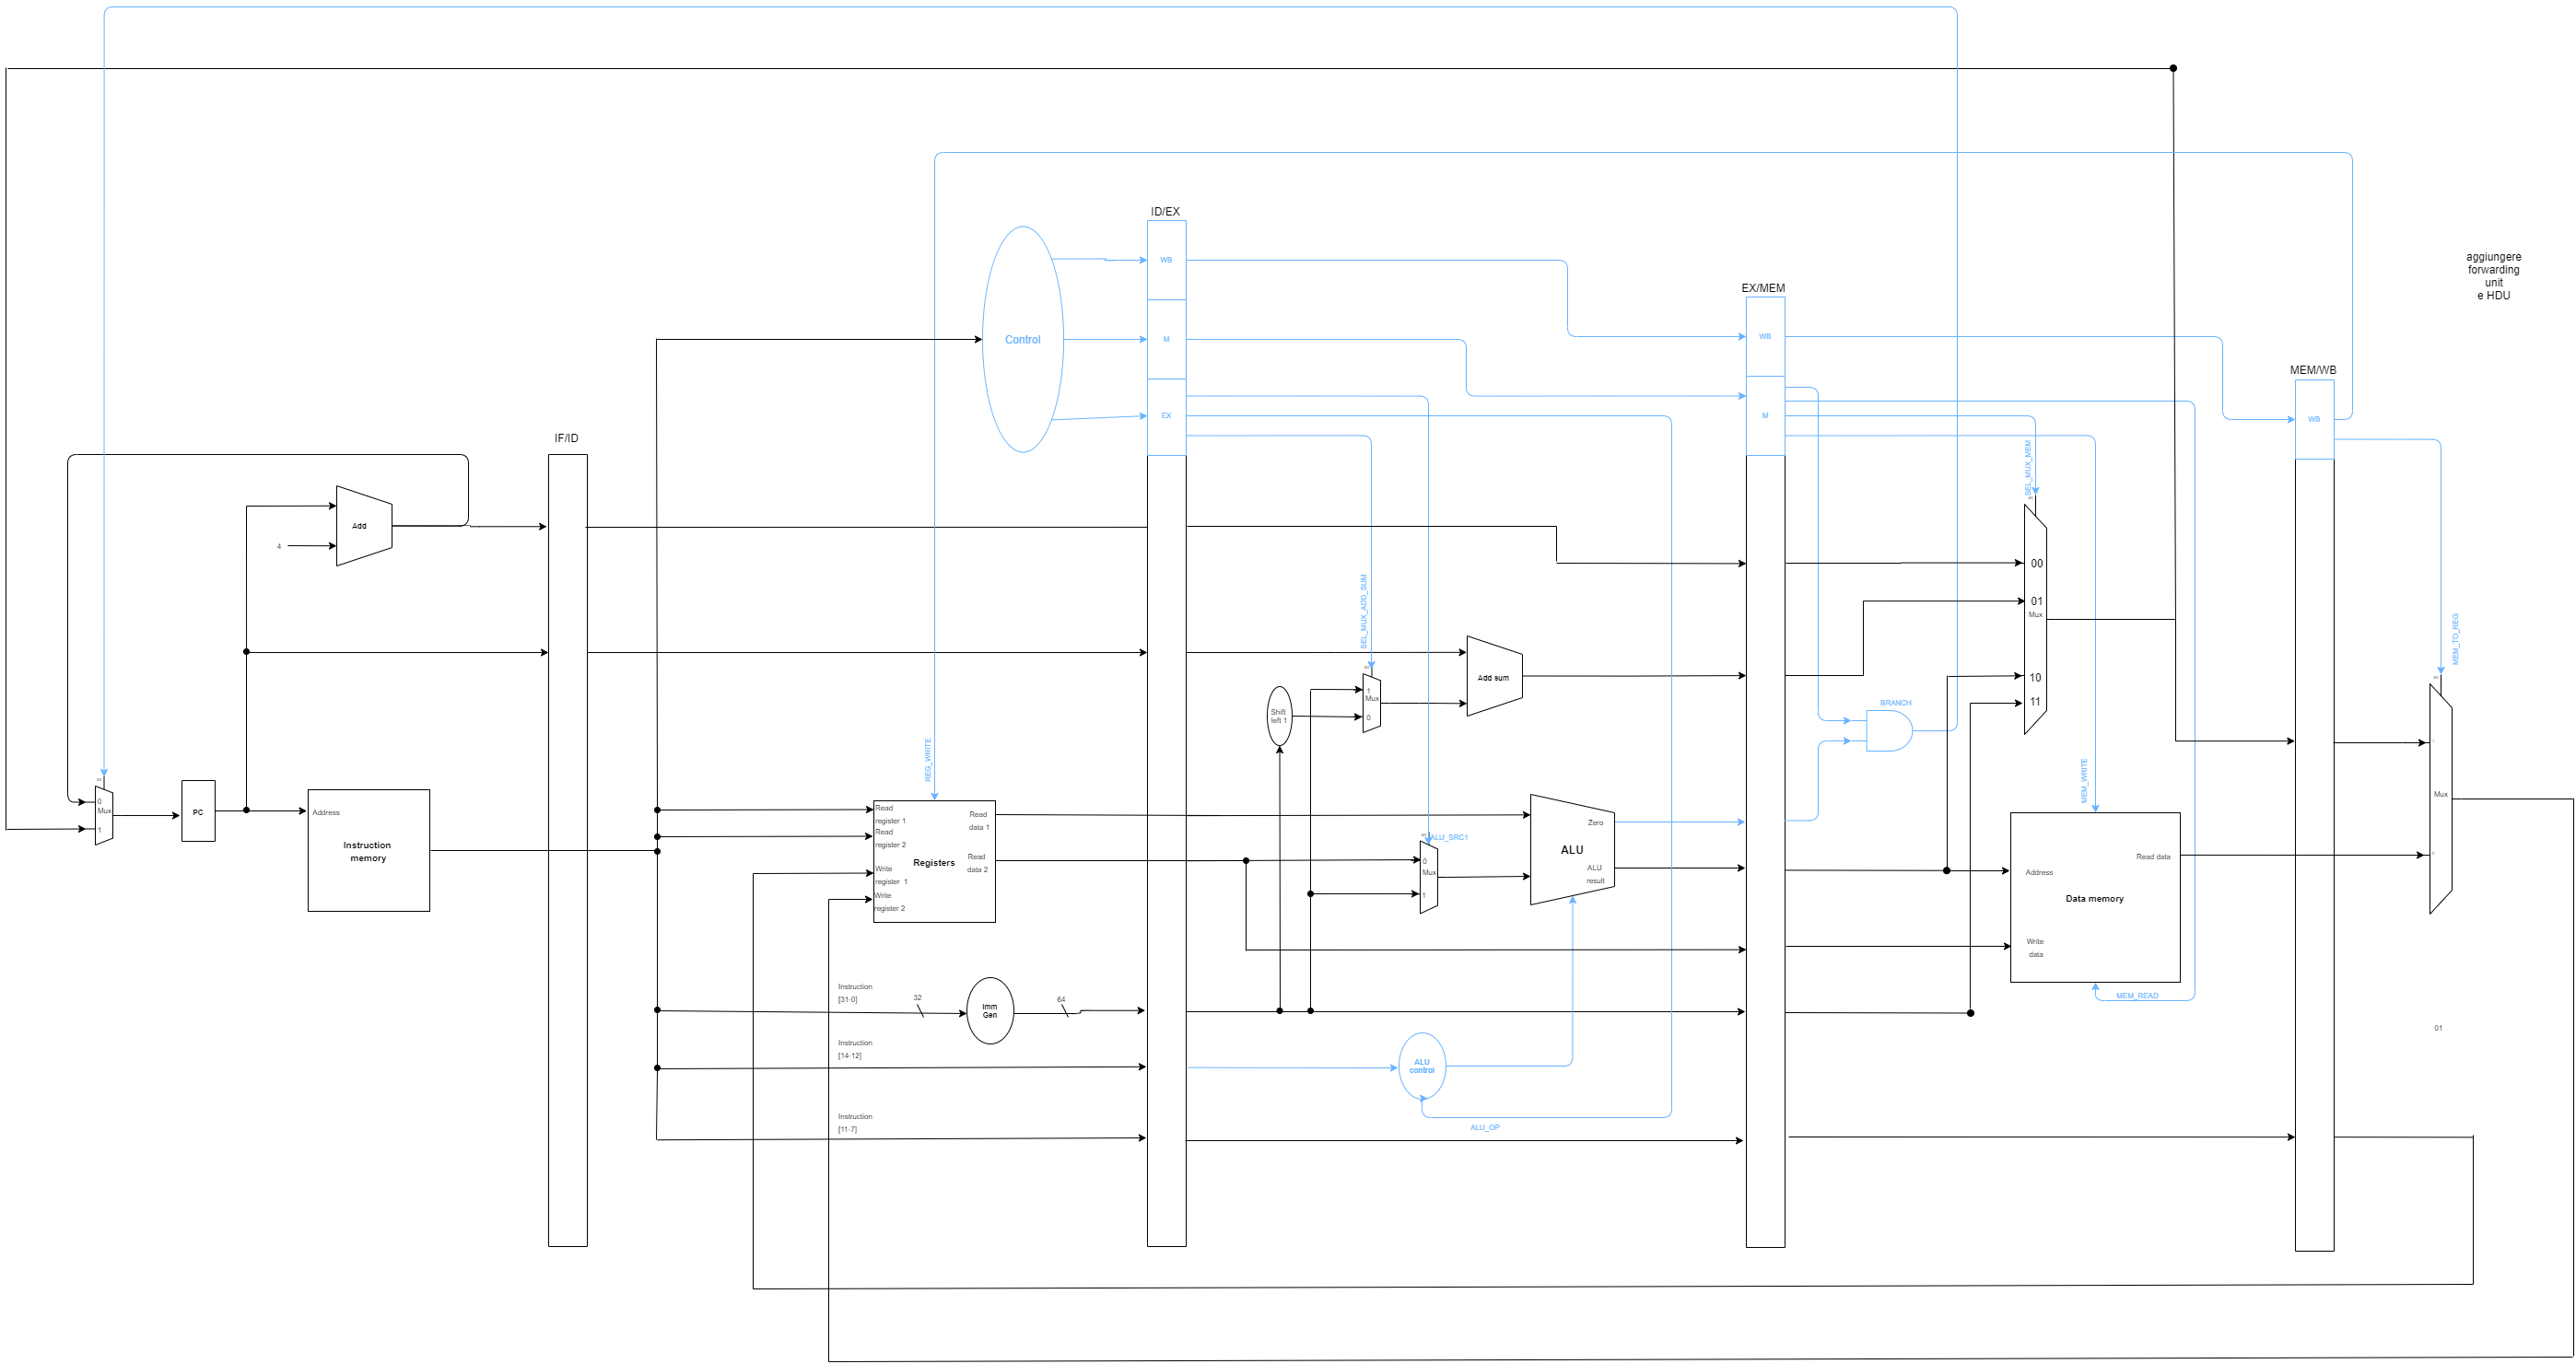 ID/EX
WB
Control
M
EX
aggiungere
forwarding
unit
e HDU
EX/MEM
WB
M
MEM/WB
WB
IF/ID
Add
4
SEL_MUX_MEM
00
01
Mux
10
11
SEL_MUX_ADD_SUM
MEM_TO_REG
1
Mux
0
Shift
left 1
Add sum
BRANCH
REG_WRITE
MEM_WRITE
0
Mux
1
PC
Address
Instruction
memory
Read
register 1
Read
register 2
Write
register 1
Write
register 2
Registers
Read
data 1
Read
data 2
ALU_SRC1
0
Mux
1
Zero
ALU
ALU
result
Read data
Address
Data memory
Write
data
MEM_READ
Mux
Instruction
[31-0]
32
Imm
Gen
64
01
Instruction
[14-12]
ALU
control
Instruction
[11-7]
ALU_OP